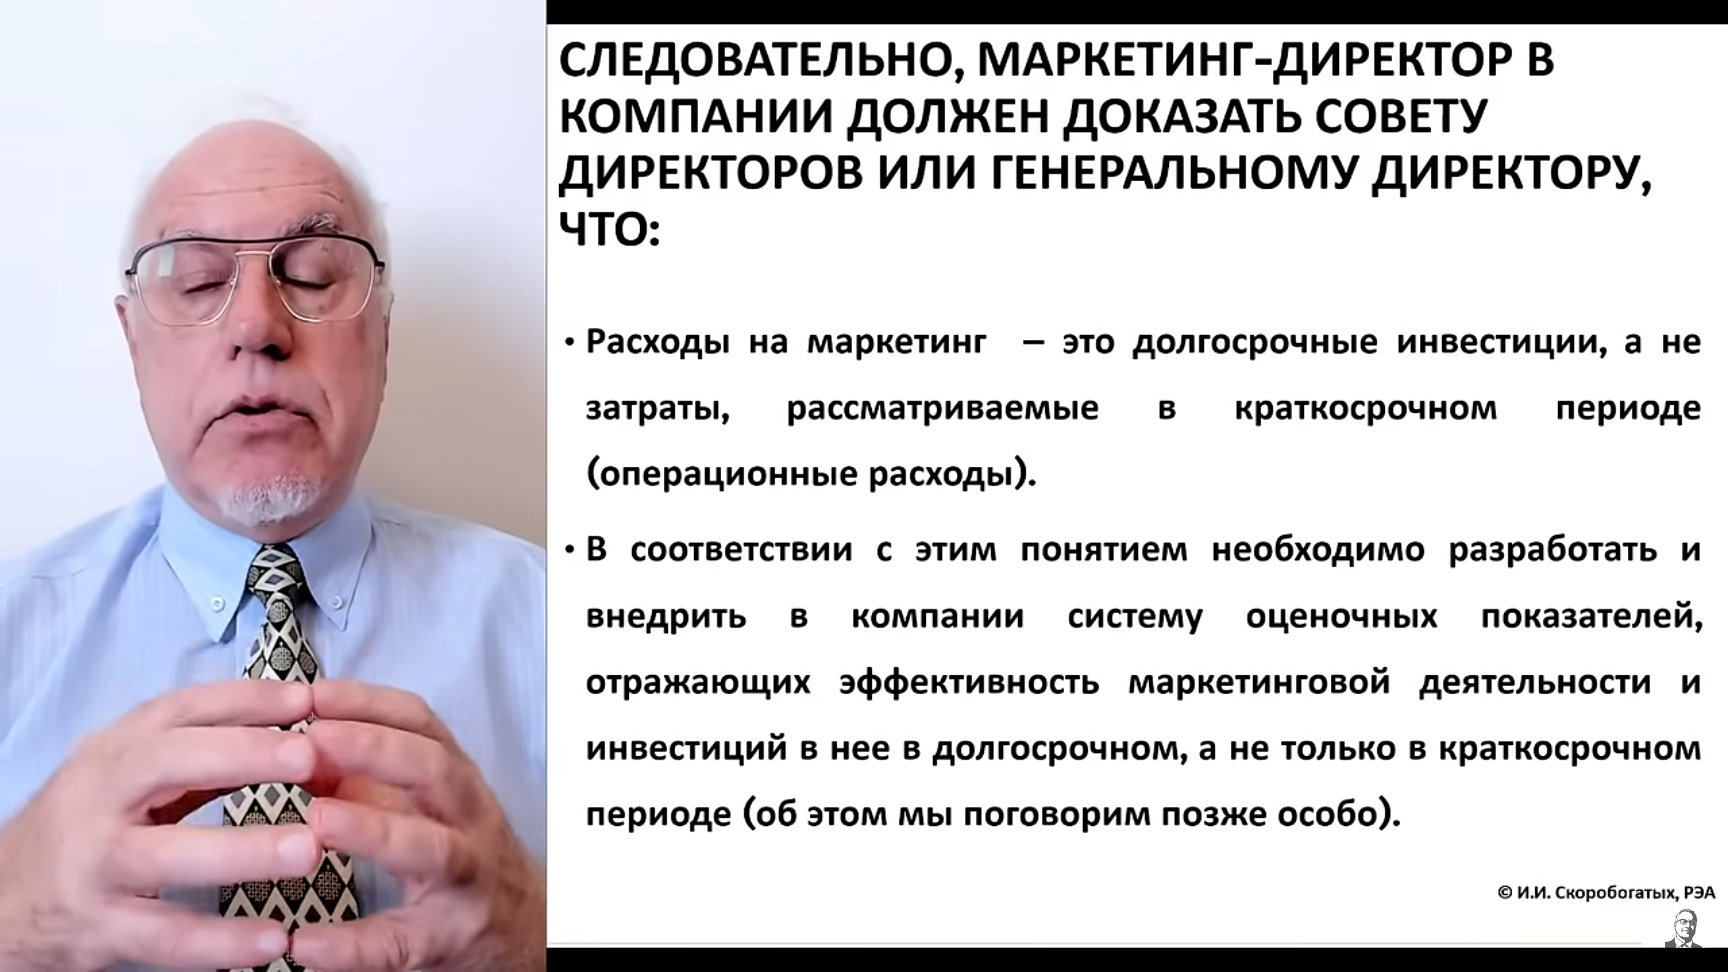 СЛЕДОВАТЕЛЬНО, МАРКЕТИНГ-ДИРЕКТОР В
КОМПАНИИ ДОЛЖЕН ДОКАЗАТЬ СОВЕТУ
ДИРЕКТОРОВ ИЛИ ГЕНЕРАЛЬНОМУ ДИРЕКТОРУ,
ЧТО:
• Расходы на маркетинг – это долгосрочные инвестиции, а не
затраты, рассматриваемые в краткосрочном периоде
(операционные расходы).
• В соответствии с этим понятием необходимо разработать и
внедрить в компании систему оценочных показателей,
отражающих эффективность маркетинговой деятельности и
инвестиций в нее в долгосрочном, а не только в краткосрочном
периоде (об этом мы поговорим позже особо).
© И.И. Скоробогатых, РЭА